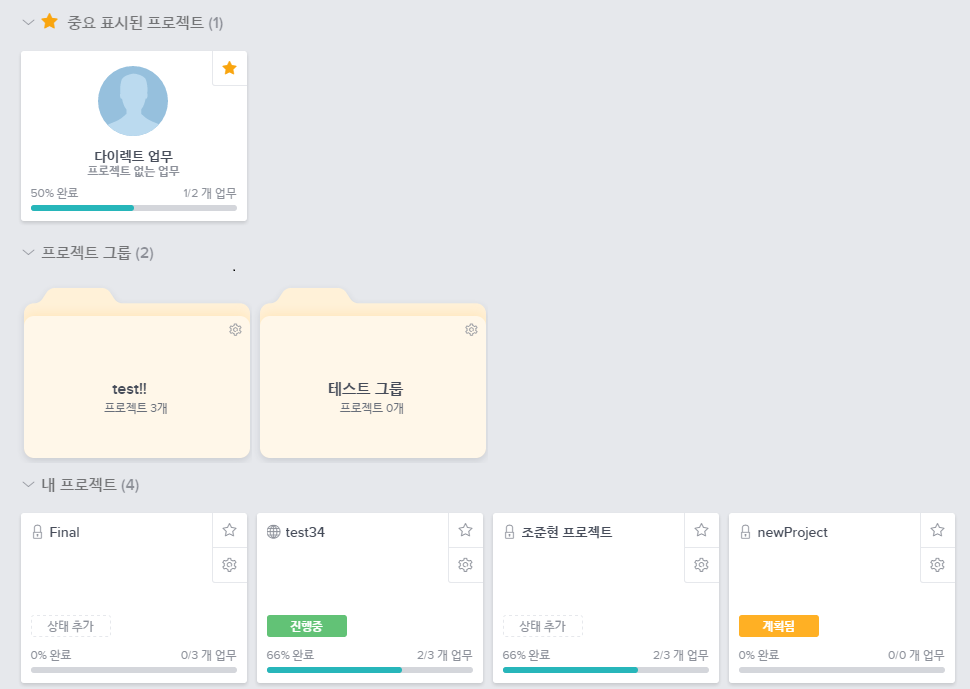 중요 표시된 프로젝트 (1)
다이렉트 업무
프로젝트 없는 업무
50% 완료 1/2 개 업무
프로젝트 그룹 (2)
test!! 테스트 그룹
프로젝트 3개 프로젝트 0개
내 프로젝트 (4)
Final test34 조준현 프로젝트 newProject
상태 추가 진행중 상태 추가 계획됨
0% 완료 0/3 개 업무 66% 완료 2/3 개 업무 66% 완료 2/3 개 업무 0% 완료 0/0 개 업무